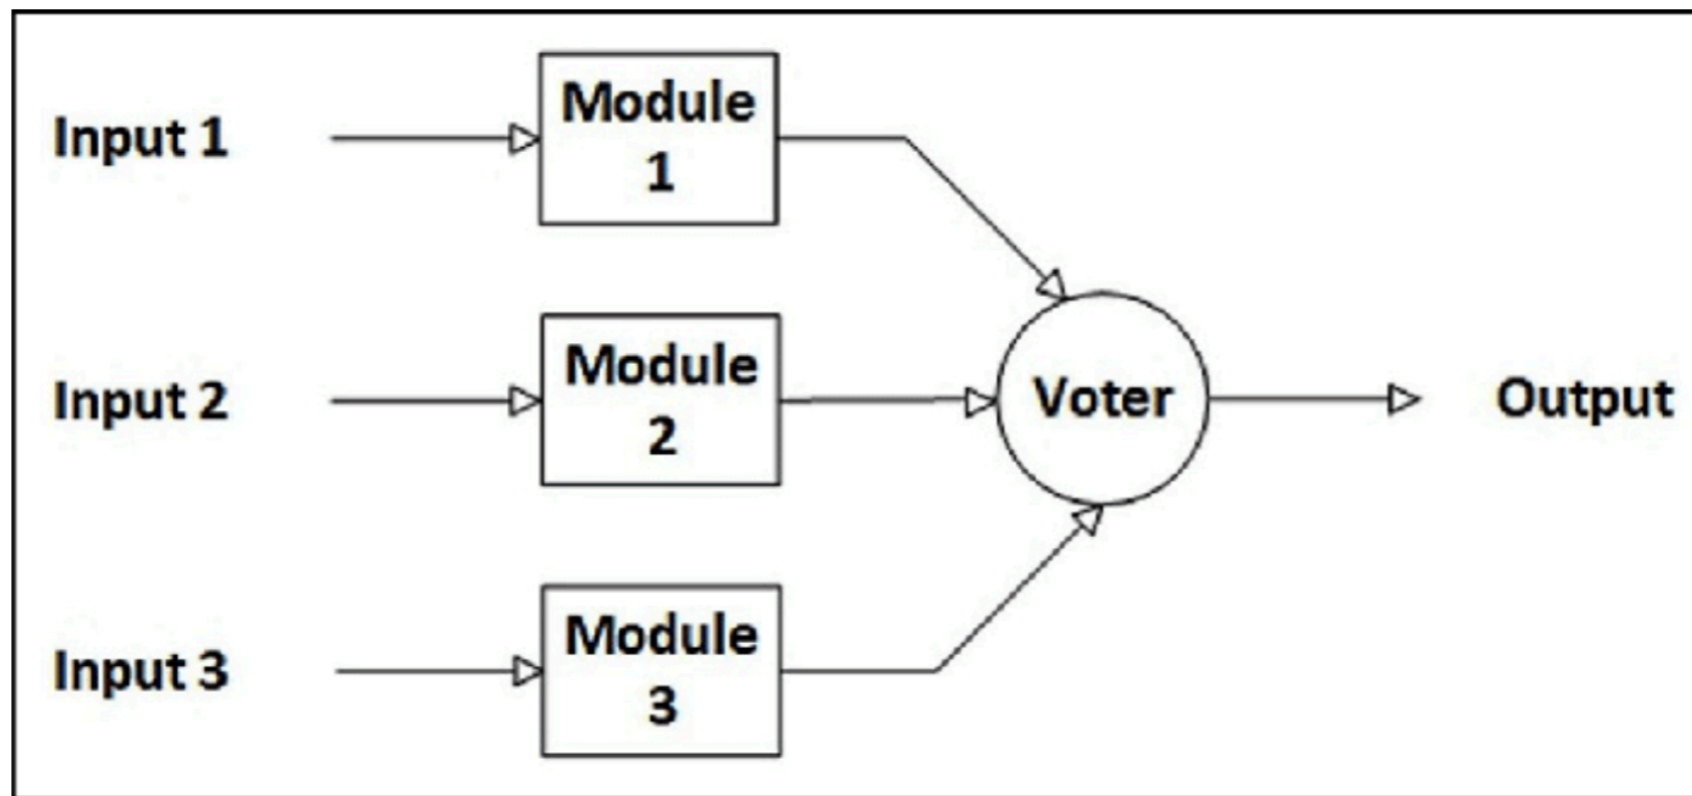 Input 1
Module
1
Input 2
Module
2
Voter
Output
Input 3
Module
3